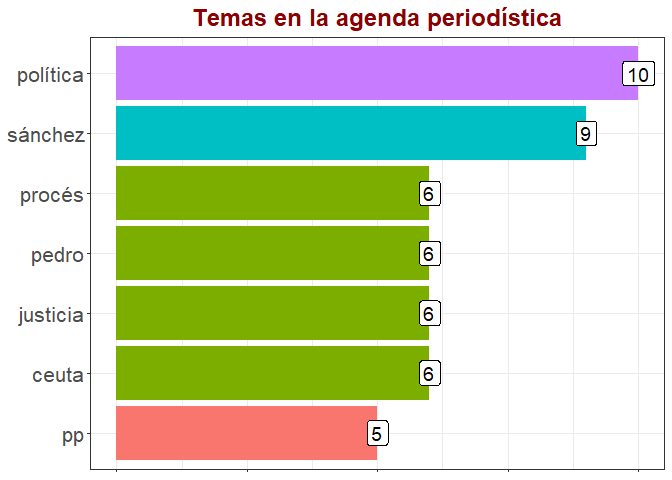 Temas en la agenda periodística
política 10
sánchez 9
procés 6
pedro 6
justicia 6
ceuta 6
pp 5